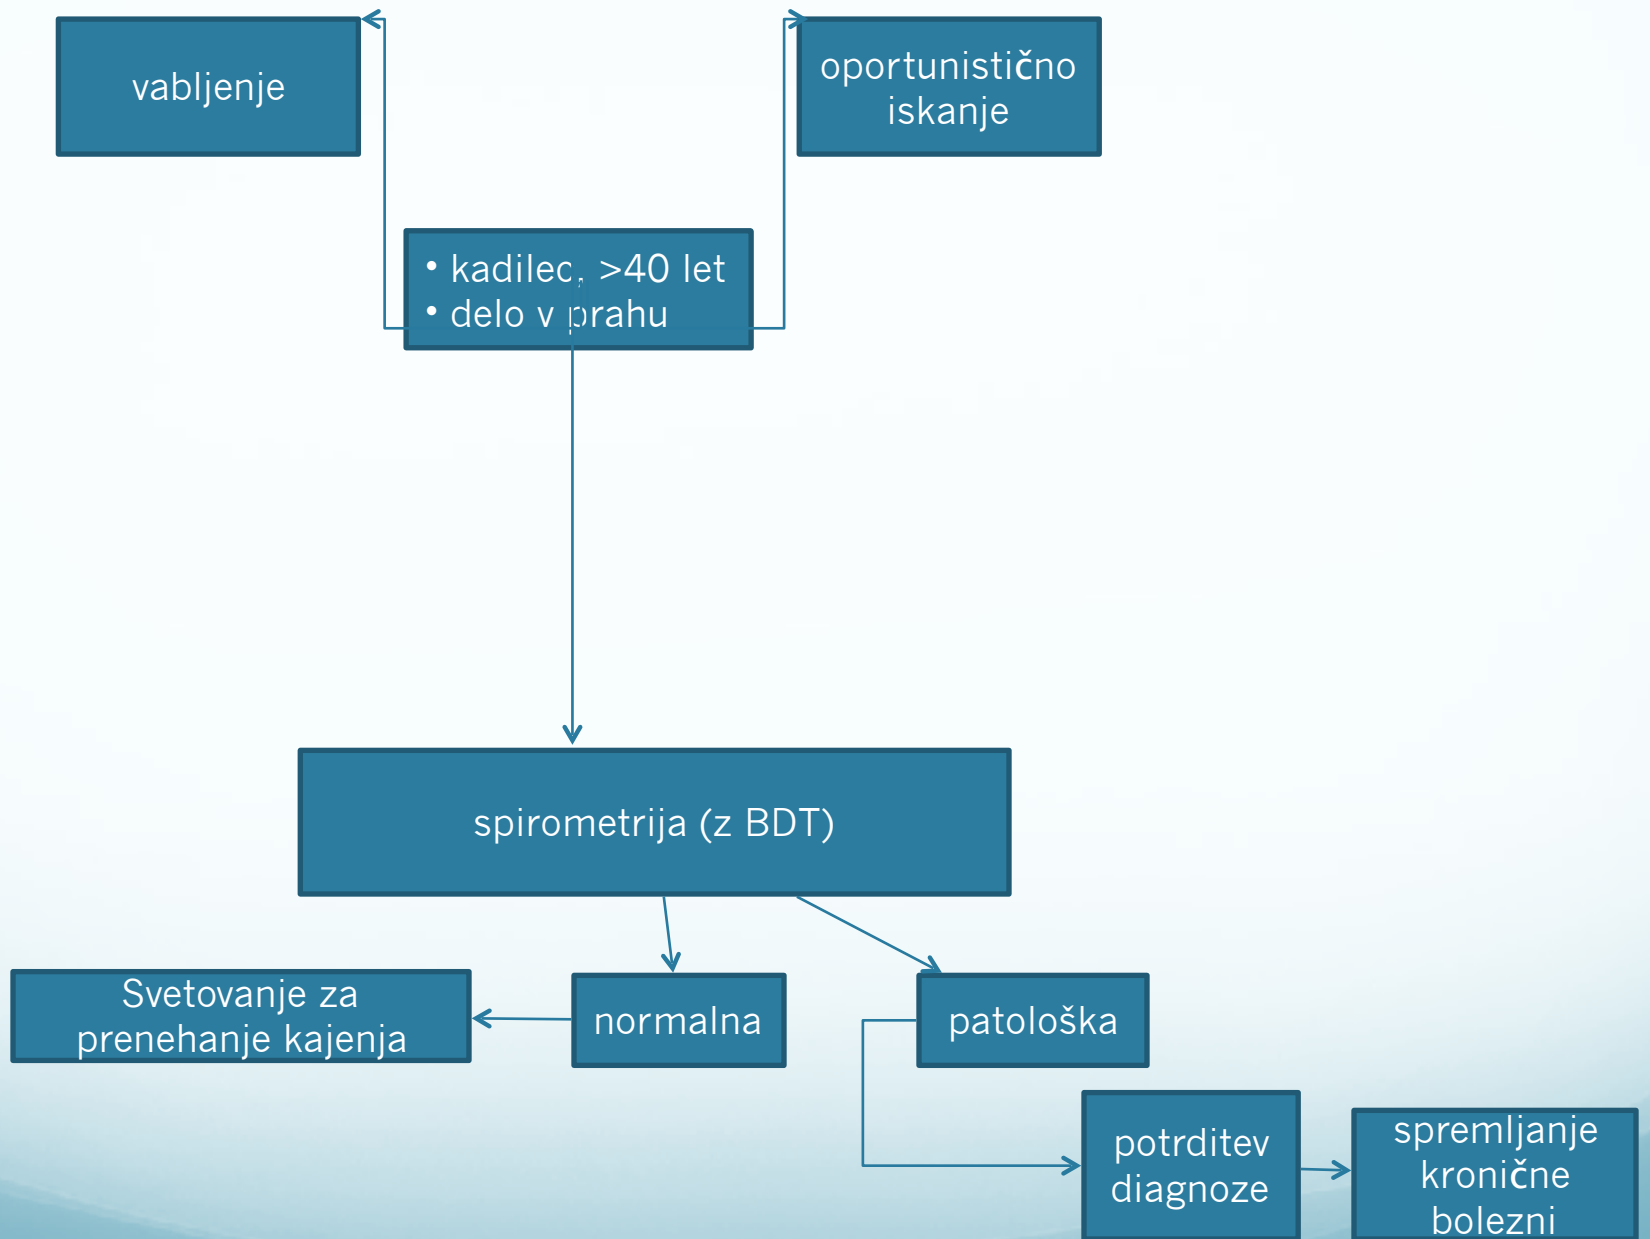 vabljenje
oportunistično
iskanje
• kadilec, >40 let
• delo v prahu
spirometrija (z BDT)
Svetovanje za
prenehanje kajenja
normalna
patološka
potrditev
diagnoze
spremljanje
kronične
bolezni